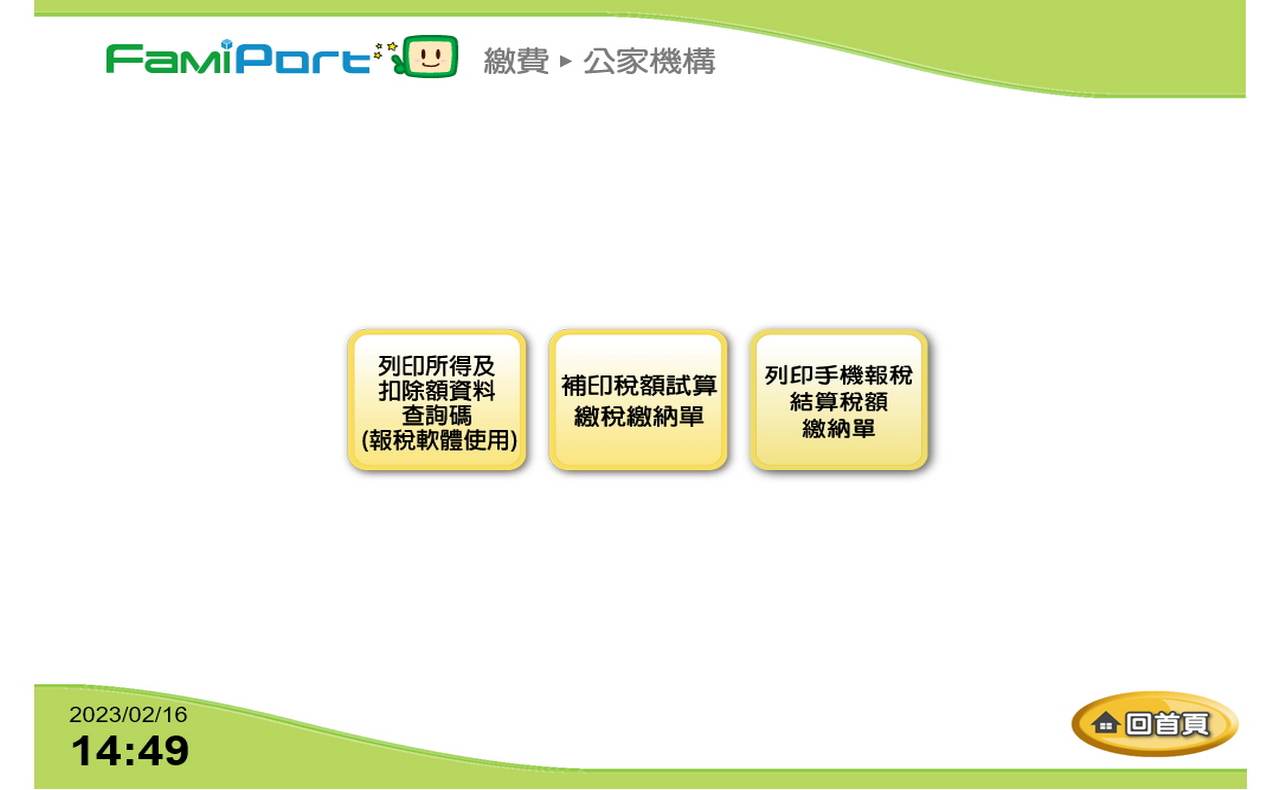 FamiPort 繳費 ▸ 公家機構
列印所得及
扣除額資料
查詢碼
(報稅軟體使用)
補印稅額試算
繳稅繳納單
列印手機報稅
結算稅額
繳納單
2023/02/16
14:49
回首頁